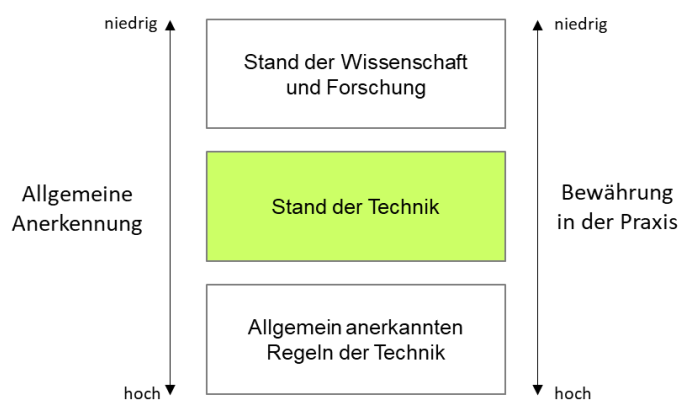 niedrig
niedrig
Stand der Wissenschaft
und Forschung
Allgemeine
Anerkennung
Stand der Technik
Bewährung
in der Praxis
Allgemein anerkannten
Regeln der Technik
hoch
hoch